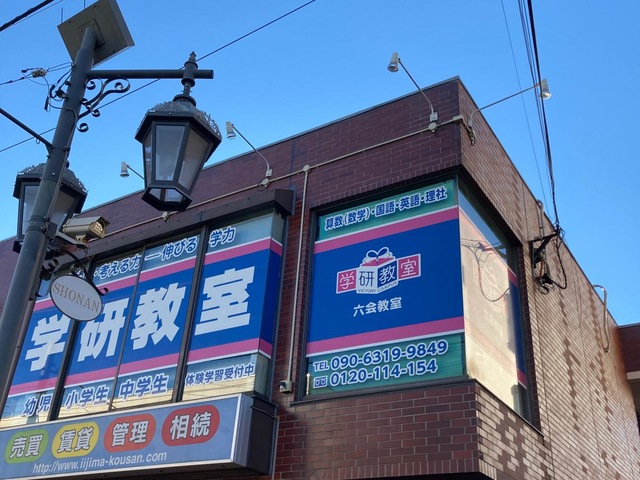 算数(数学)・国語・英語・理社
学研教室
六会教室
TEL 090-6319-9849
0120-114-154
考える力 伸びる 学力
学研教室
幼児 小学生 中学生 体験学習受付中
SHONAN
売買 賃貸 管理 相続
http://www.iijima-kousan.com